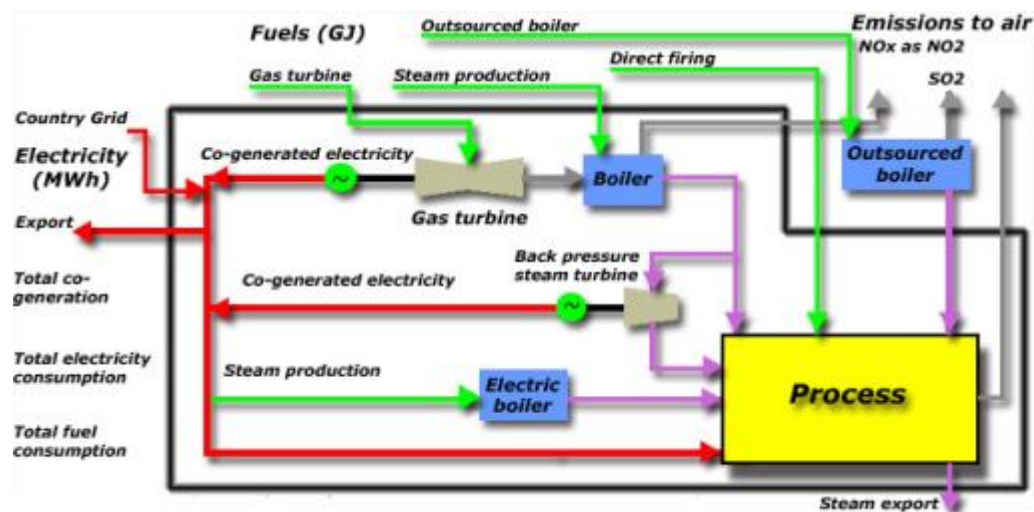 Outsourced boiler
Emissions to air
Fuels (GJ)
NOx as NO2
Direct firing
Gas turbine
Steam production
SO2
Country Grid
Electricity
(MWh)
Co-generated electricity
~
Boiler
Outsourced
boiler
Gas turbine
Export
Back pressure
steam turbine
Total co-
generation
Co-generated electricity
~
Total electricity
consumption
Steam production
Electric
boiler
Process
Total fuel
consumption
Steam export